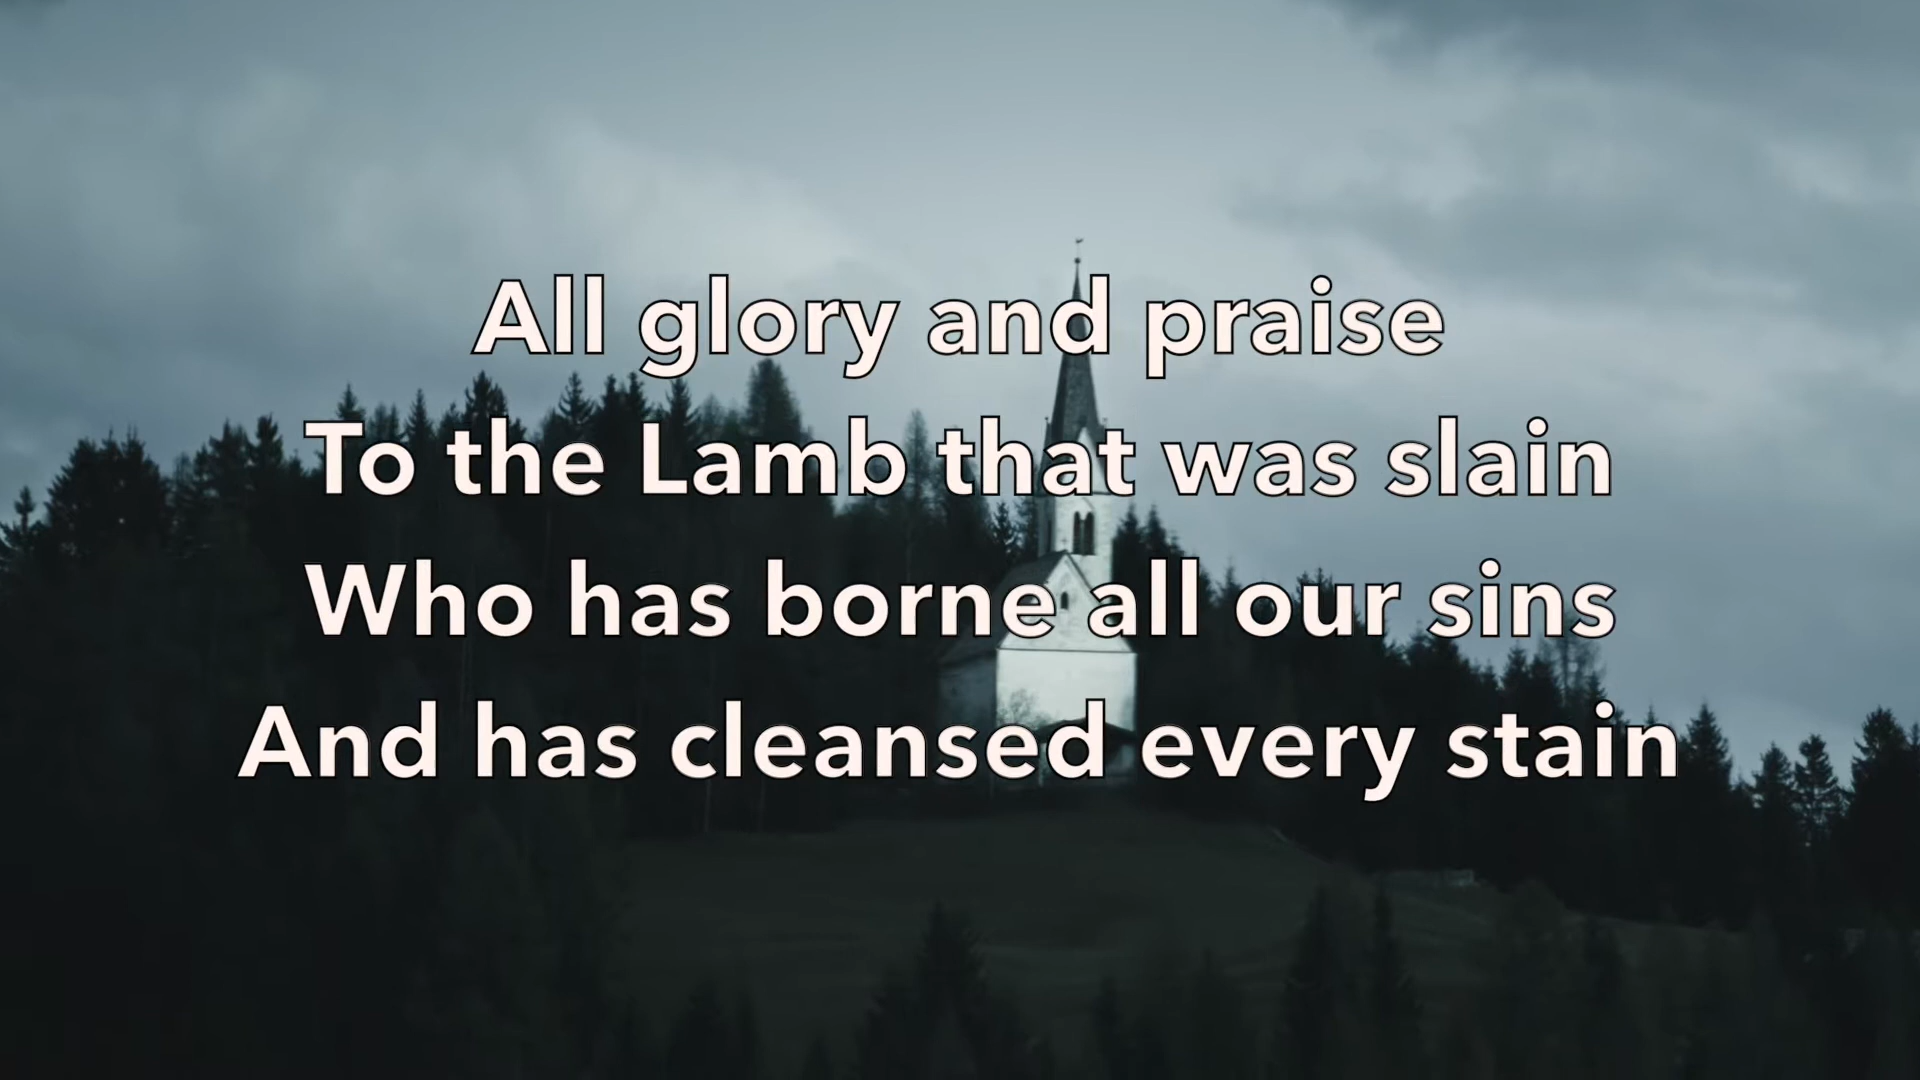 All glory and praise
To the Lamb that was slain
Who has borne all our sins
And has cleansed every stain